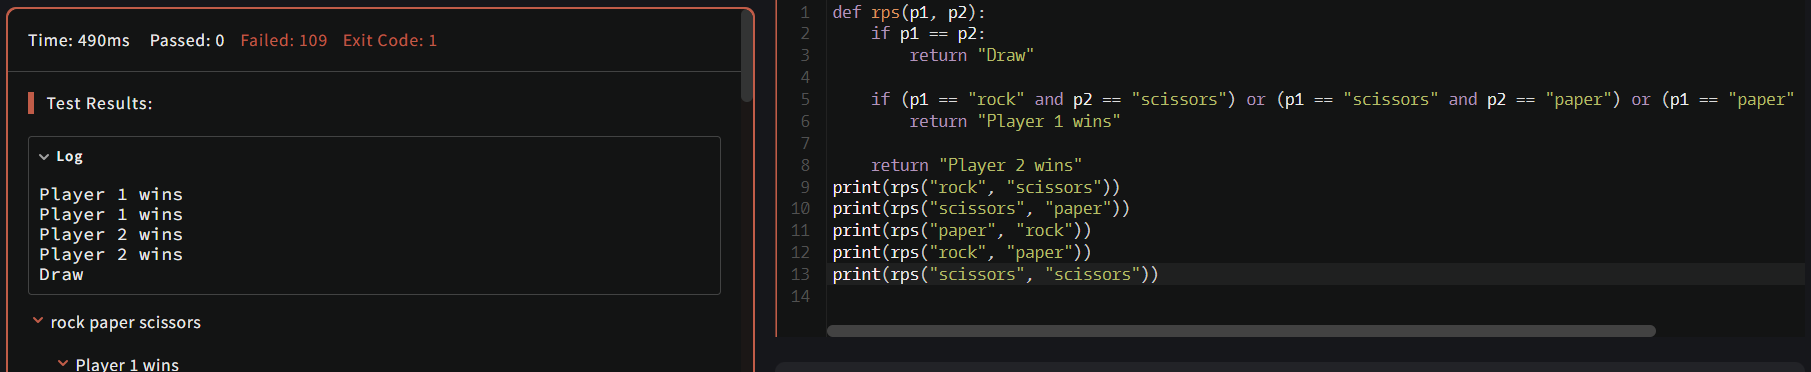 Time: 490ms Passed: 0 Failed: 109 Exit Code: 1
Test Results:
Log
Player 1 wins
Player 1 wins
Player 2 wins
Player 2 wins
Draw
rock paper scissors
Player 1 wins
1 def rps(p1, p2):
2     if p1 == p2:
3         return "Draw"
4
5     if (p1 == "rock" and p2 == "scissors") or (p1 == "scissors" and p2 == "paper") or (p1 == "paper"
6         return "Player 1 wins"
7
8     return "Player 2 wins"
9 print(rps("rock", "scissors"))
10 print(rps("scissors", "paper"))
11 print(rps("paper", "rock"))
12 print(rps("rock", "paper"))
13 print(rps("scissors", "scissors"))
14